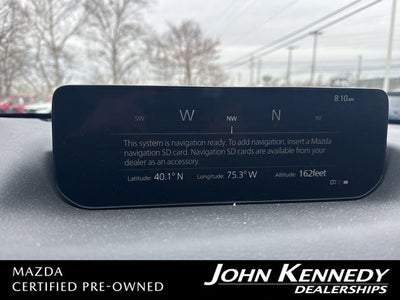 8:10am
SW W NW N N
This system is navigation ready. To add navigation, insert a Mazda
navigation SD card. Navigation SD cards are available from your
dealer as an accessory.
Latitude: 40.1° N Longitude: 75.3° W Altitude: 162feet
MAZDA
CERTIFIED PRE-OWNED
JOHN KENNEDY
DEALERSHIPS